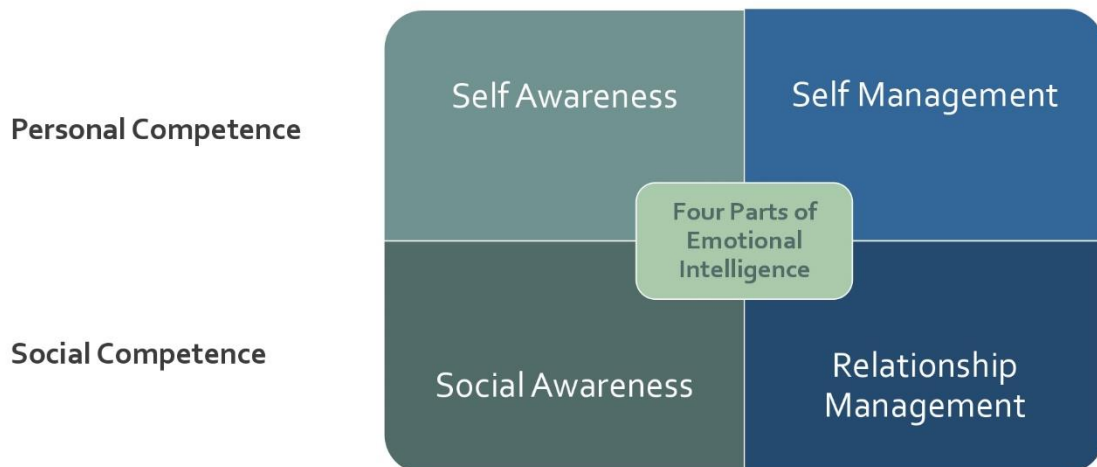 Personal Competence
Self Awareness
Self Management
Four Parts of
Emotional
Intelligence
Social Competence
Social Awareness
Relationship
Management